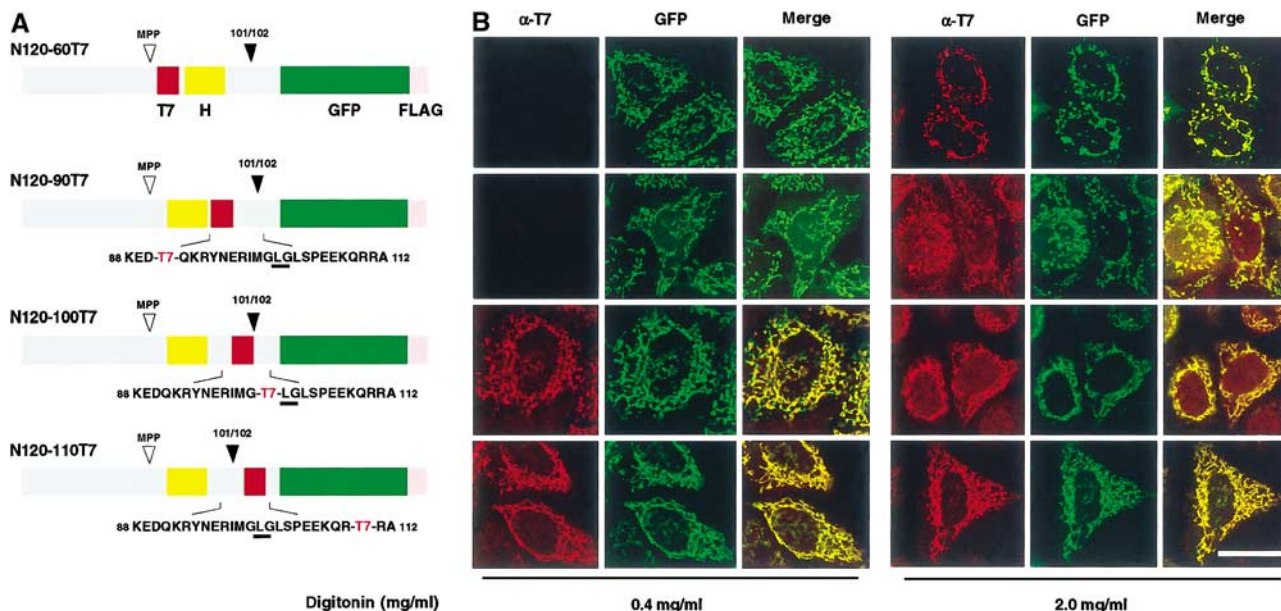 A
N120-60T7
MPP
101/102
T7 H GFP FLAG
N120-90T7
MPP
101/102
88 KED-T7-QKRYNERIMGLGLSPEEKQRRA 112
N120-100T7
MPP
101/102
88 KEDQKRYNERIMG-T7-LGLSPEEKQRRA 112
N120-110T7
MPP
101/102
88 KEDQKRYNERIMGLGLSPEEKQR-T7-RA 112
Digitonin (mg/ml)
B
α-T7 GFP Merge α-T7 GFP Merge
0.4 mg/ml 2.0 mg/ml